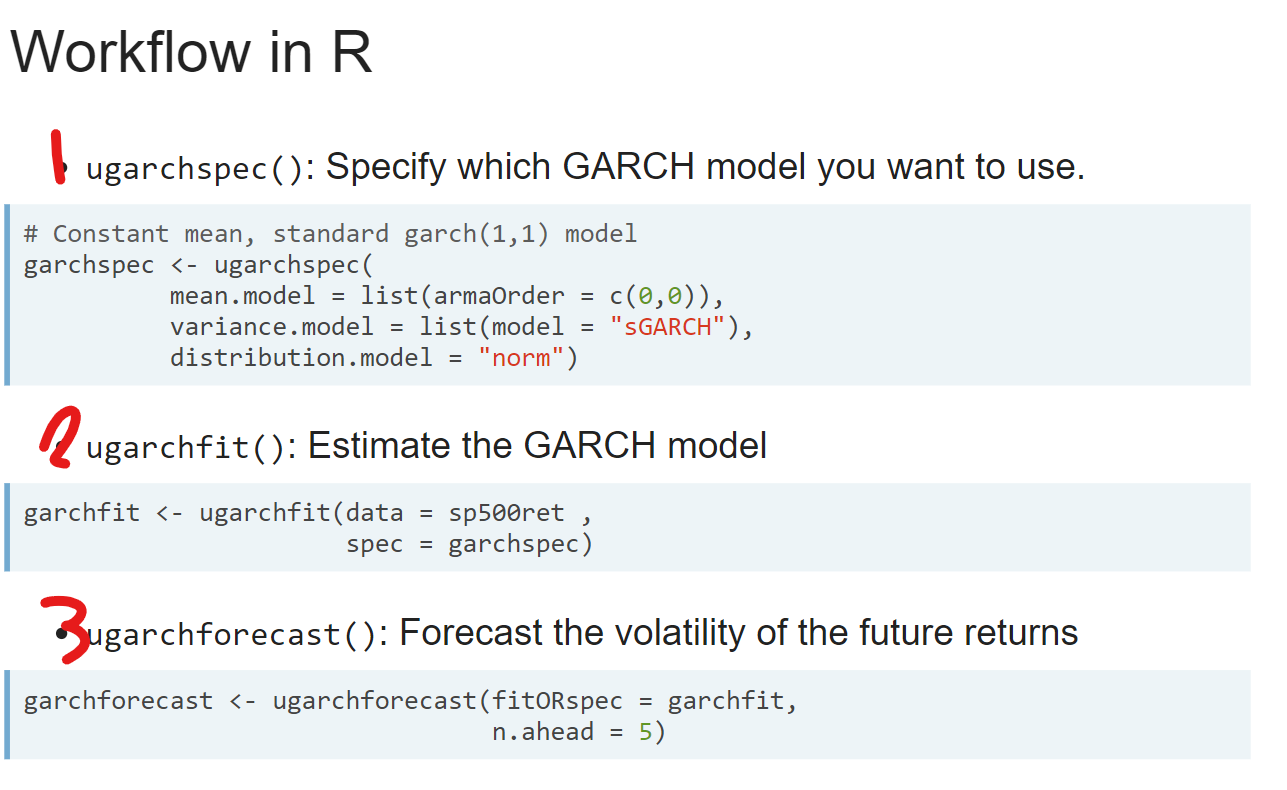 Workflow in R
1 ugarchspec(): Specify which GARCH model you want to use.
# Constant mean, standard garch(1,1) model
garchspec <- ugarchspec(
mean.model = list(armaOrder = c(0,0)),
variance.model = list(model = "sGARCH"),
distribution.model = "norm")
2 ugarchfit(): Estimate the GARCH model
garchfit <- ugarchfit(data = sp500ret ,
spec = garchspec)
3 ugarchforecast(): Forecast the volatility of the future returns
garchforecast <- ugarchforecast(fitORspec = garchfit,
n.ahead = 5)